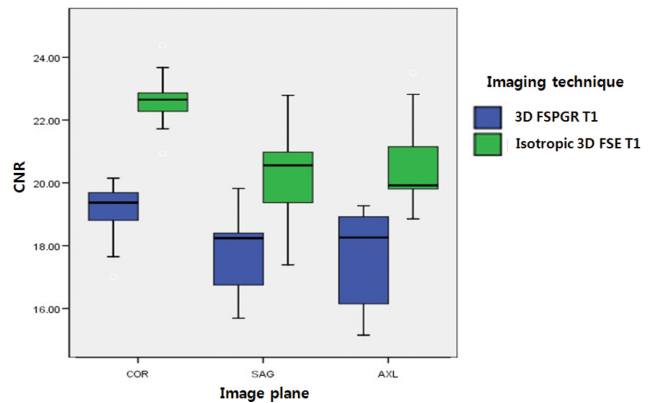 24.00
22.00
20.00
18.00
16.00
CNR
COR
SAG
AXL
Image plane
Imaging technique
3D FSPGR T1
Isotropic 3D FSE T1